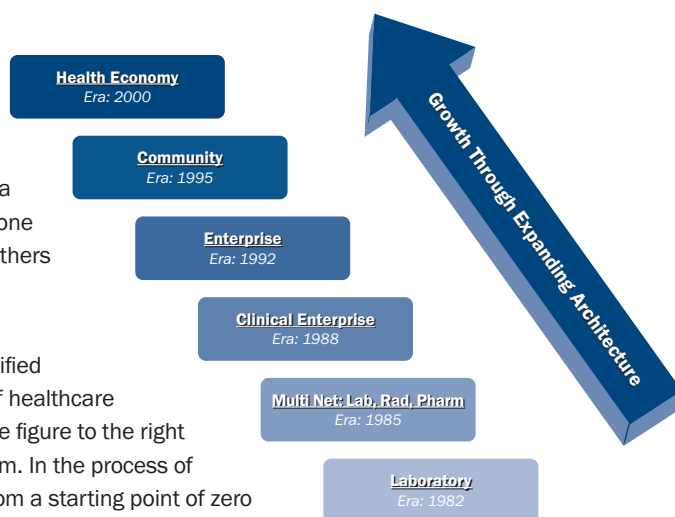 Health Economy
Era: 2000
Community
Era: 1995
a
one
thers
Enterprise
Era: 1992
Clinical Enterprise
Era: 1988
ified
f healthcare
e figure to the right
m. In the process of
om a starting point of zero
Multi Net: Lab, Rad, Pharm
Era: 1985
Laboratory
Era: 1982
Growth Through Expanding Architecture